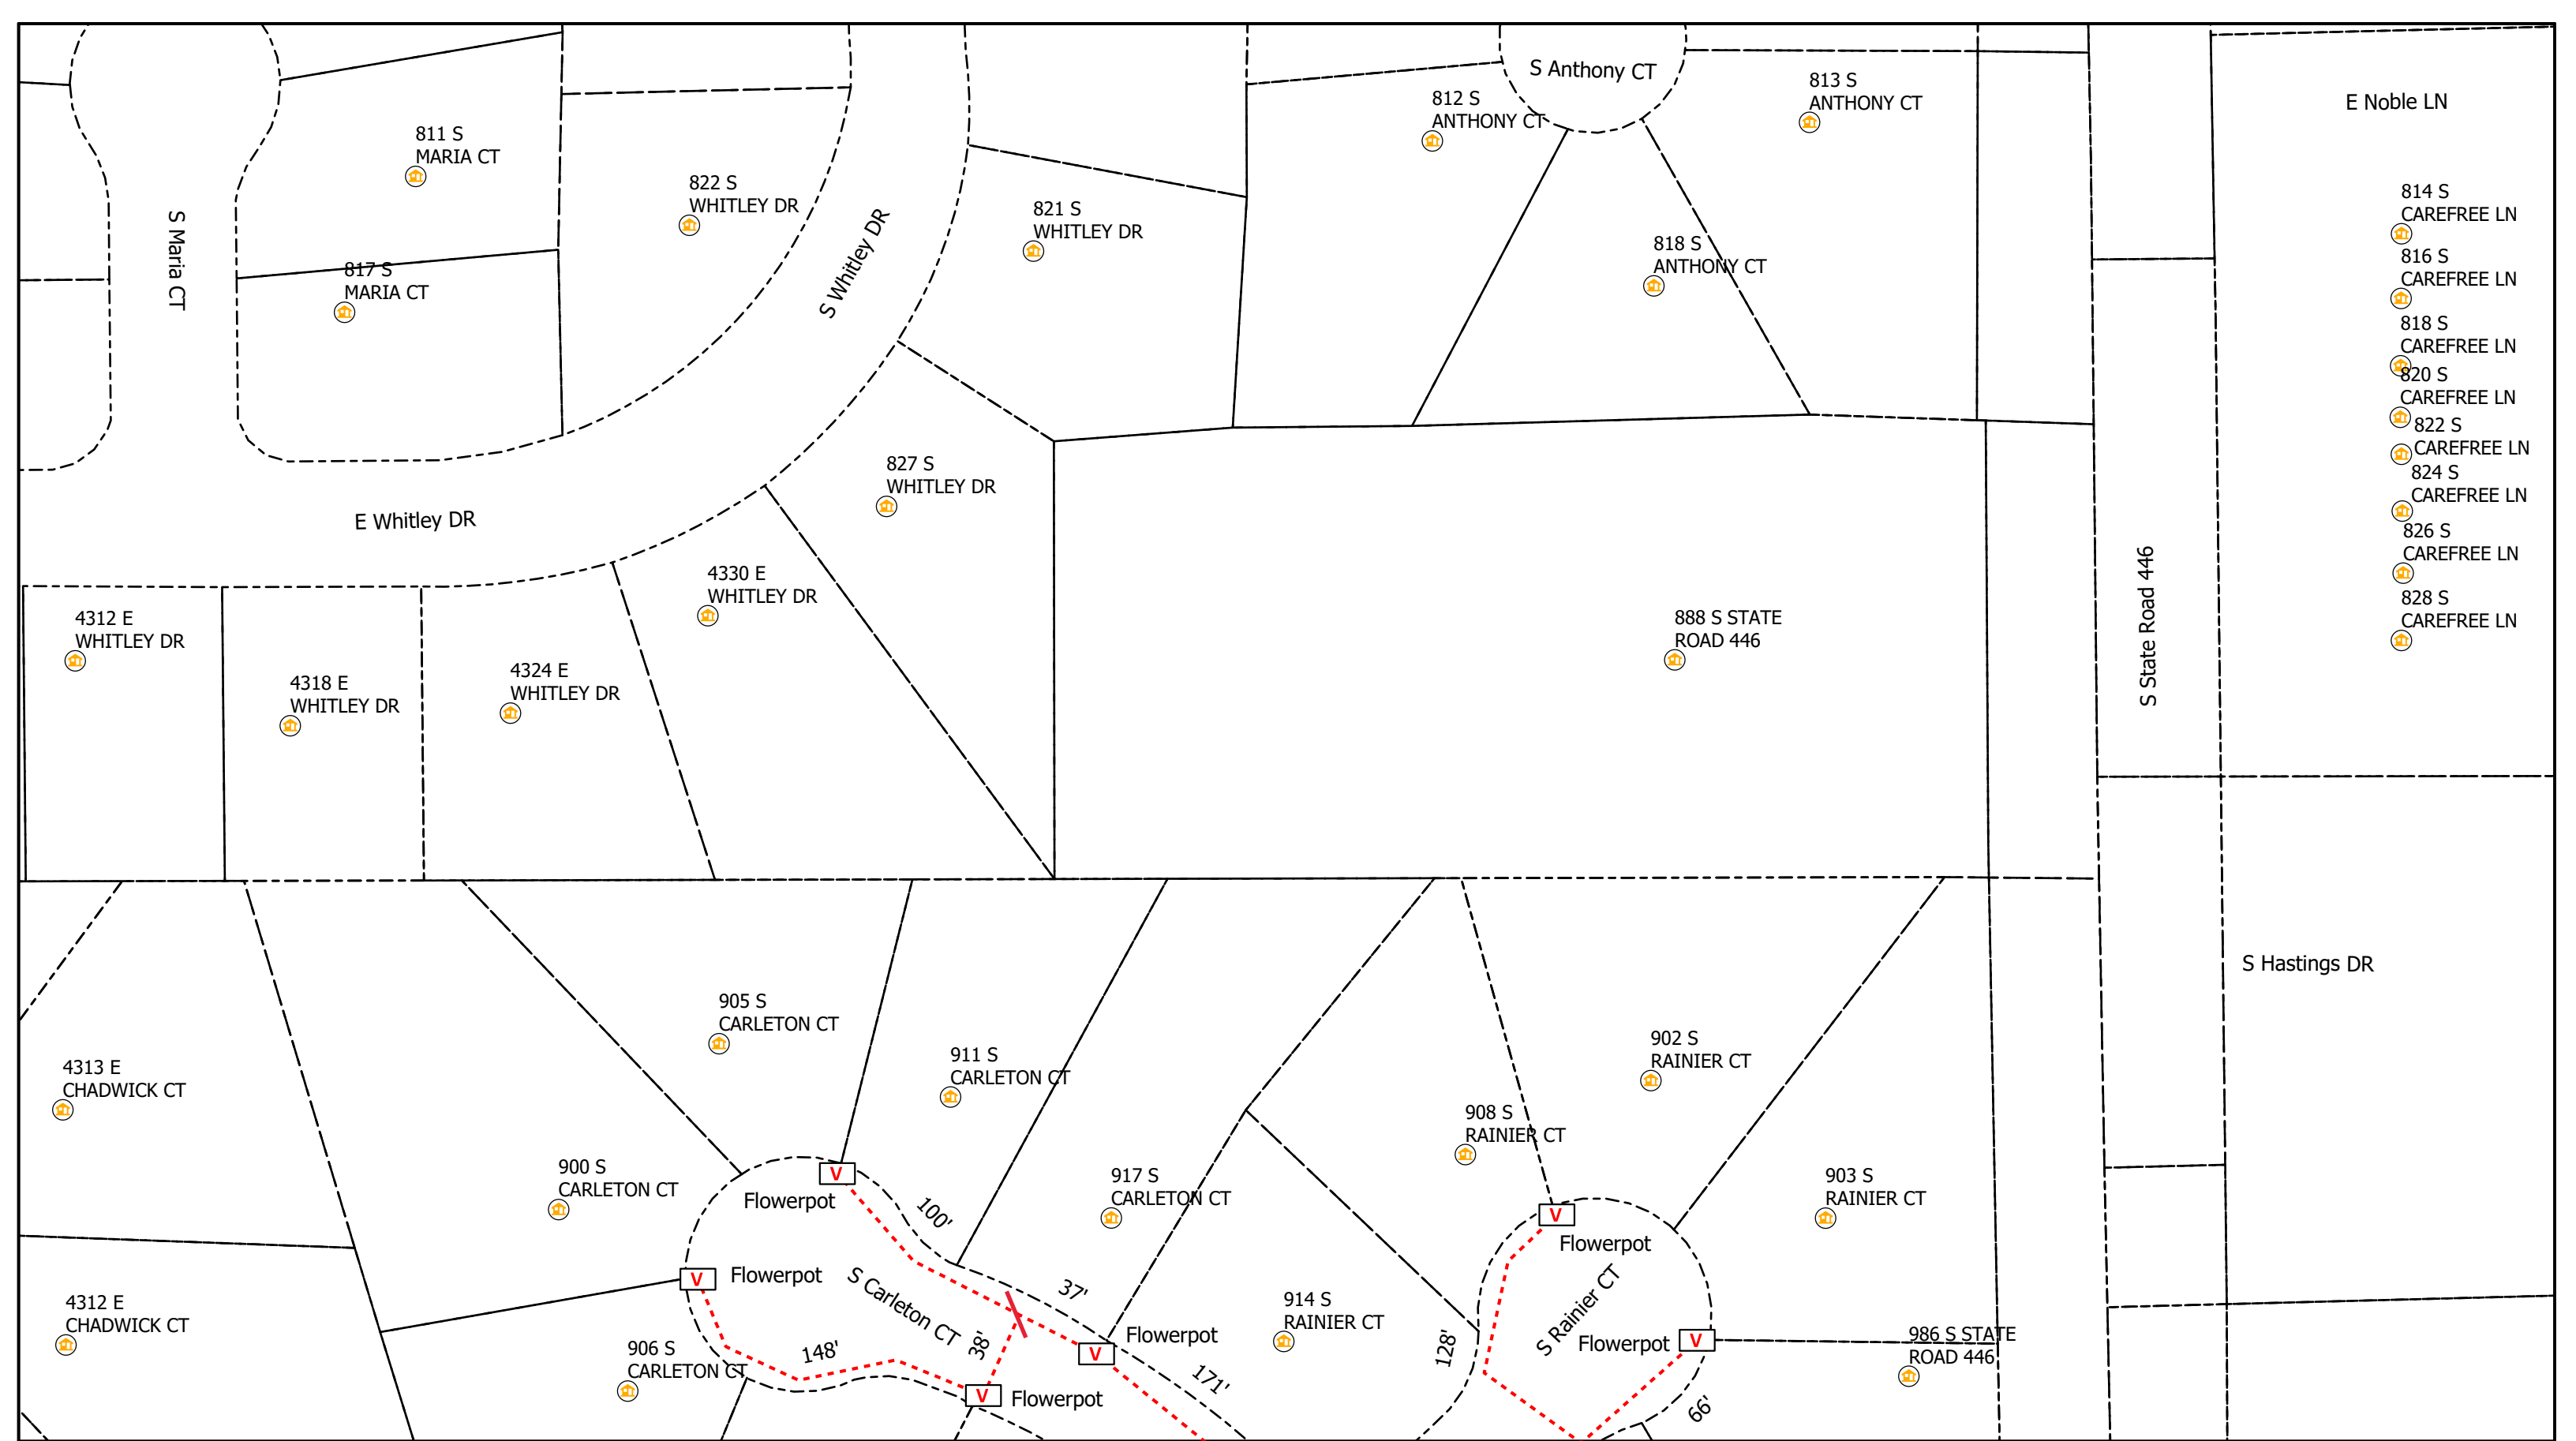 S Anthony CT
813 S
ANTHONY CT
812 S
ANTHONY CT
E Noble LN
811 S
MARIA CT
822 S
WHITLEY DR
821 S
WHITLEY DR
814 S
CAREFREE LN
S Maria CT
S Whitley DR
817 S
MARIA CT
818 S
ANTHONY CT
816 S
CAREFREE LN
818 S
CAREFREE LN
820 S
CAREFREE LN
822 S
CAREFREE LN
824 S
CAREFREE LN
826 S
CAREFREE LN
828 S
CAREFREE LN
E Whitley DR
827 S
WHITLEY DR
4330 E
WHITLEY DR
4312 E
WHITLEY DR
4318 E
WHITLEY DR
4324 E
WHITLEY DR
888 S STATE
ROAD 446
S State Road 446
S Hastings DR
905 S
CARLETON CT
911 S
CARLETON CT
4313 E
CHADWICK CT
902 S
RAINIER CT
908 S
RAINIER CT
900 S
CARLETON CT
917 S
CARLETON CT
903 S
RAINIER CT
V
Flowerpot
100'
V
Flowerpot
V
Flowerpot
S Carleton CT
37'
4312 E
CHADWICK CT
914 S
RAINIER CT
S Rainier CT
906 S
CARLETON CT
148'
38'
V
Flowerpot
171'
128'
Flowerpot
V
986 S STATE
ROAD 446
V
Flowerpot
66'